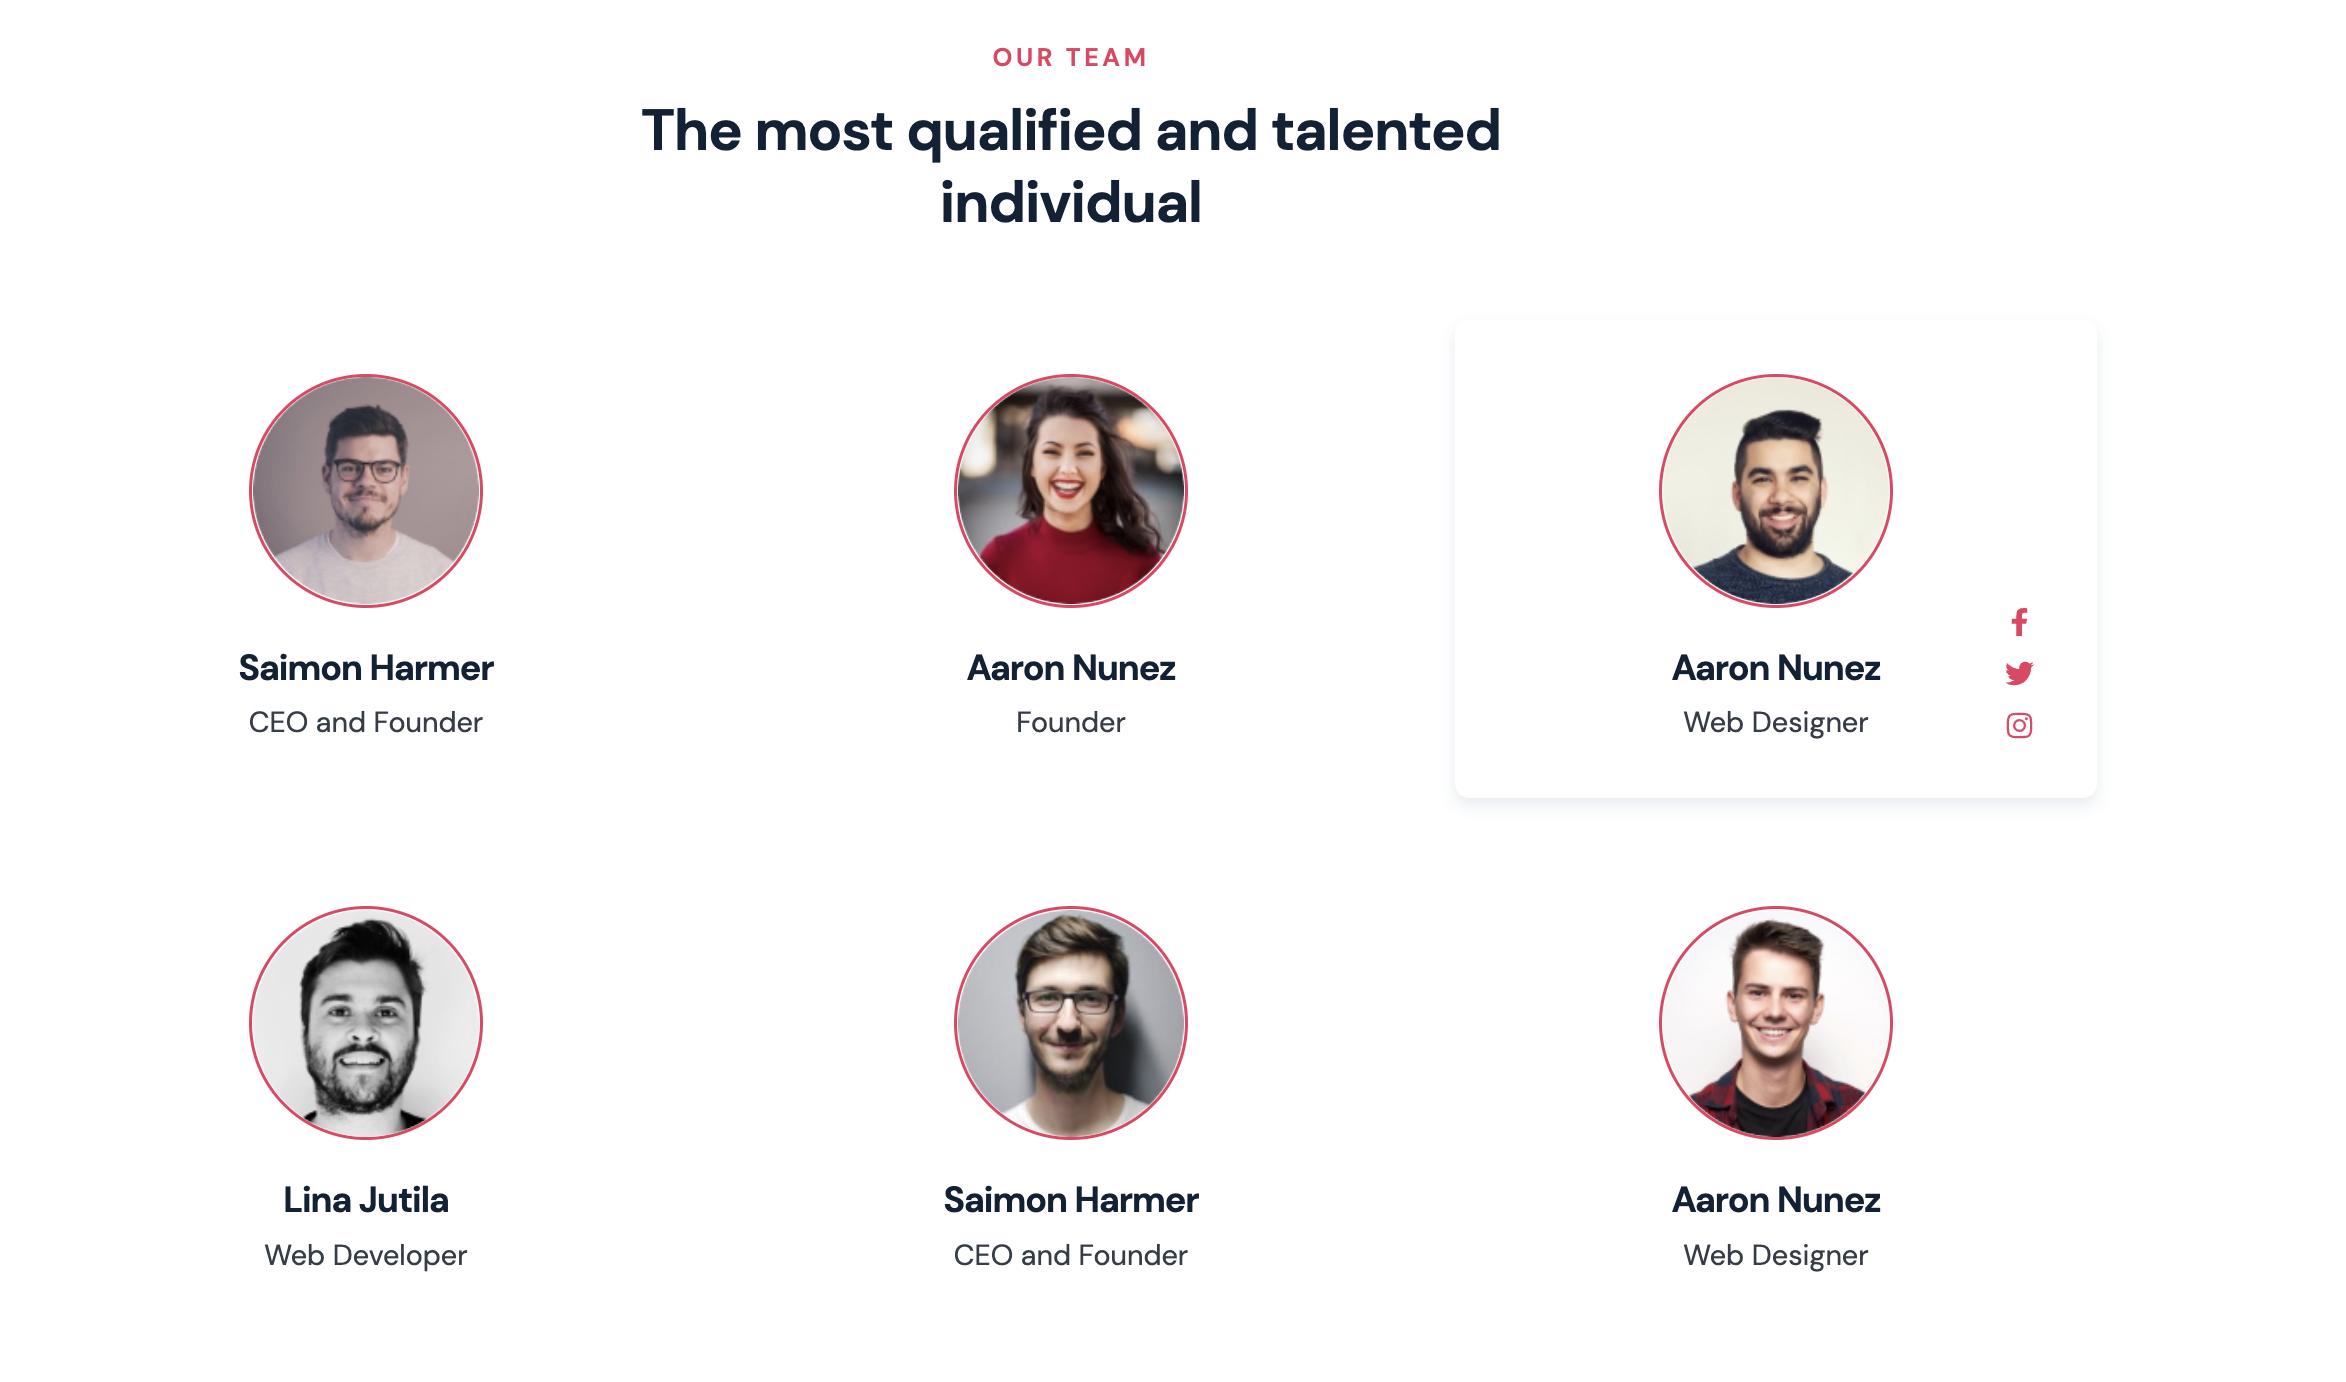 OUR TEAM
The most qualified and talented
individual
Saimon Harmer
CEO and Founder
Aaron Nunez
Founder
Aaron Nunez
Web Designer
Lina Jutila
Web Developer
Saimon Harmer
CEO and Founder
Aaron Nunez
Web Designer